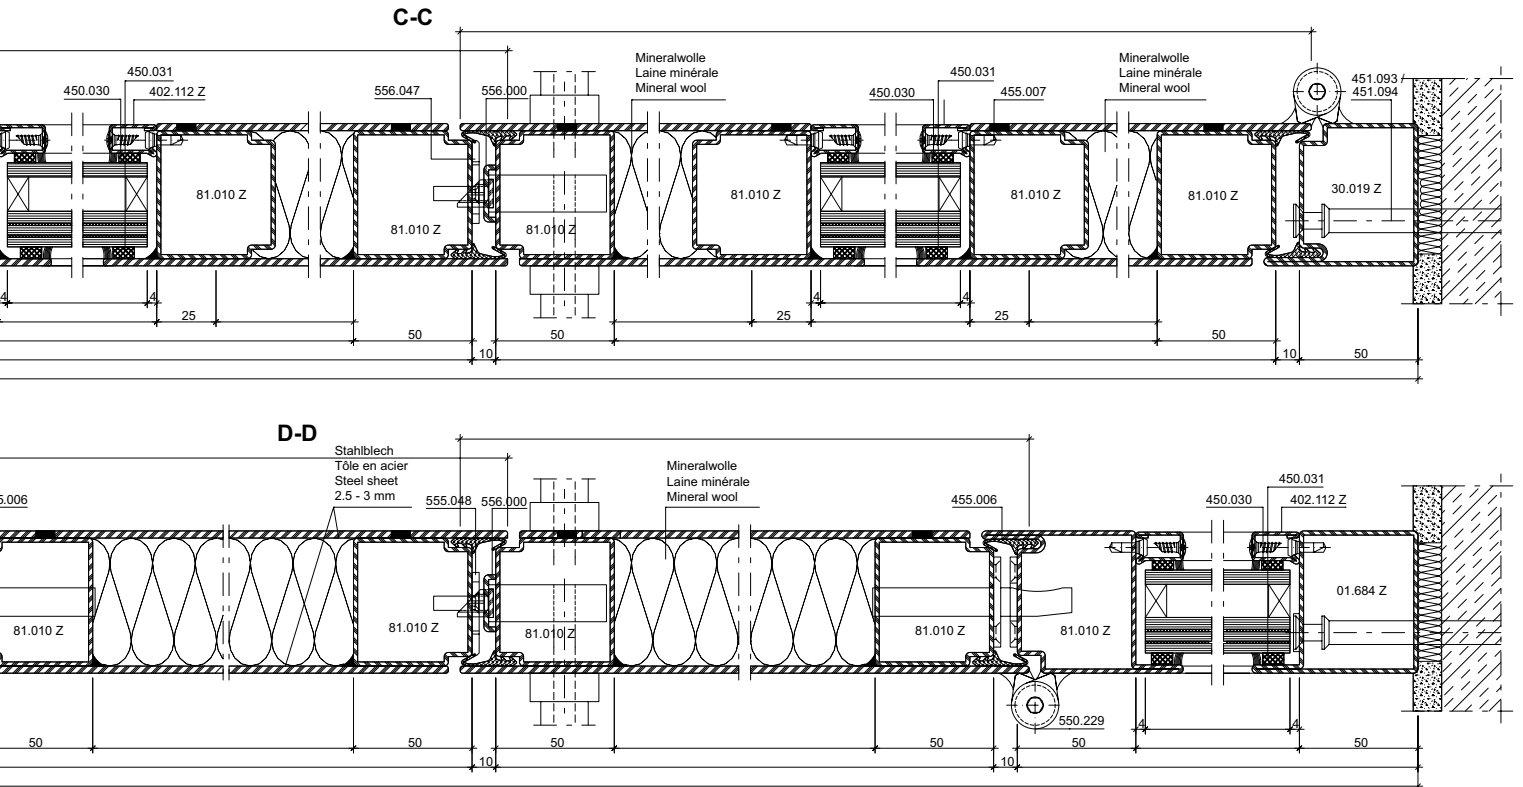 C-C
Mineralwolle
Laine minérale
Mineral wool
Mineralwolle
Laine minérale
Mineral wool
450.031
450.030
402.112 Z
556.047
556.000
450.031
450.030
455.007
451.093
451.094
81.010 Z
81.010 Z
81.010 Z
81.010 Z
81.010 Z
81.010 Z
30.019 Z
4
4
4
4
25
25
25
50
50
50
10
10
50
D-D
Stahlblech
Tôle en acier
Steel sheet
2.5 - 3 mm
Mineralwolle
Laine minérale
Mineral wool
5.006
555.048
556.000
455.006
450.031
450.030
402.112 Z
81.010 Z
81.010 Z
81.010 Z
81.010 Z
81.010 Z
01.684 Z
550.229
4
4
50
50
50
50
50
50
10
10